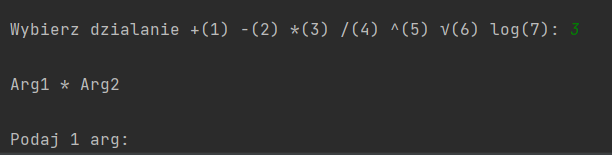 Wybierz dzialanie +(1) -(2) *(3) /(4) ^(5) √(6) log(7): 3
Arg1 * Arg2
Podaj 1 arg: